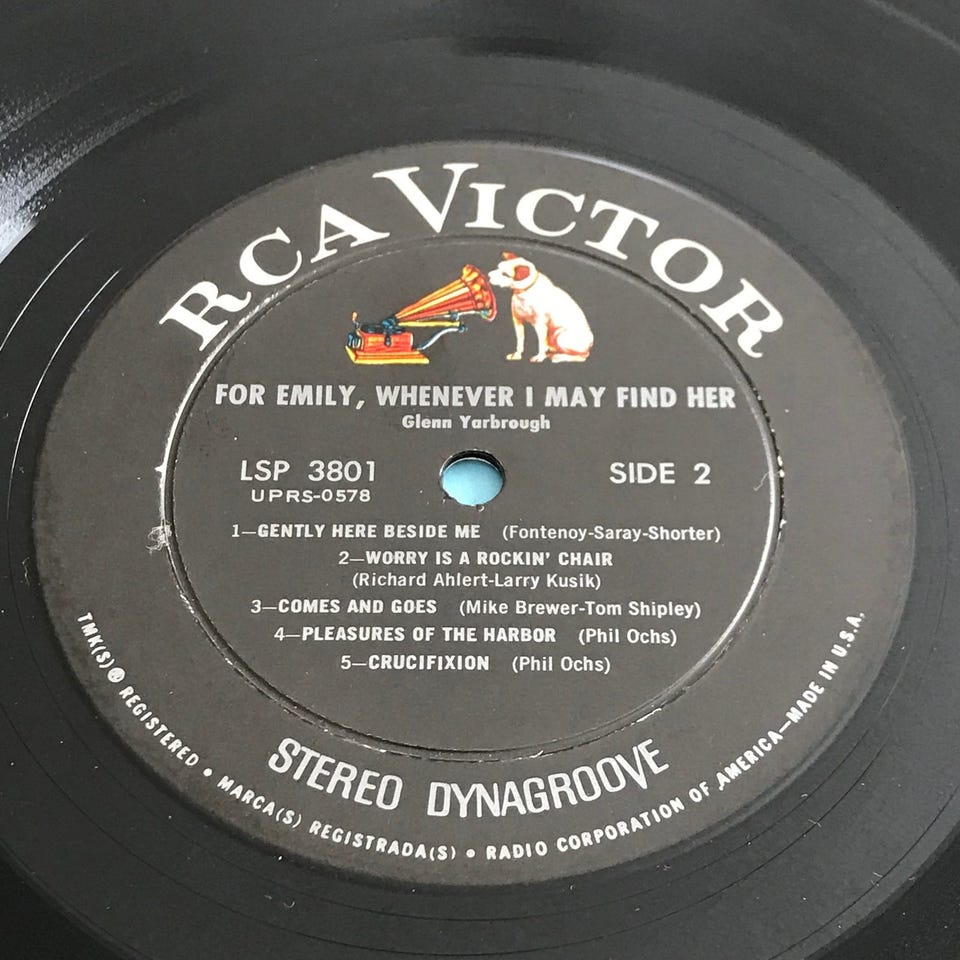 RCA VICTOR
FOR EMILY, WHENEVER I MAY FIND HER
Glenn Yarbrough
LSP 3801
UPRS-0578
SIDE 2
1—GENTLY HERE BESIDE ME (Fontenoy-Saray-Shorter)
2—WORRY IS A ROCKIN' CHAIR
(Richard Ahlert-Larry Kusik)
3—COMES AND GOES (Mike Brewer-Tom Shipley)
4—PLEASURES OF THE HARBOR (Phil Ochs)
5—CRUCIFIXION (Phil Ochs)
STEREO DYNAGROOVE
TMK(S)® REGISTERED • MARCA(S) REGISTRADA(S) • RADIO CORPORATION OF AMERICA—MADE IN U.S.A.